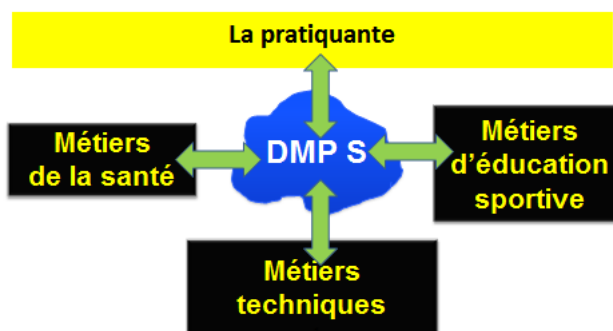 La pratiquante
Métiers
de la santé
DMP S
Métiers
d'éducation
sportive
Métiers
techniques